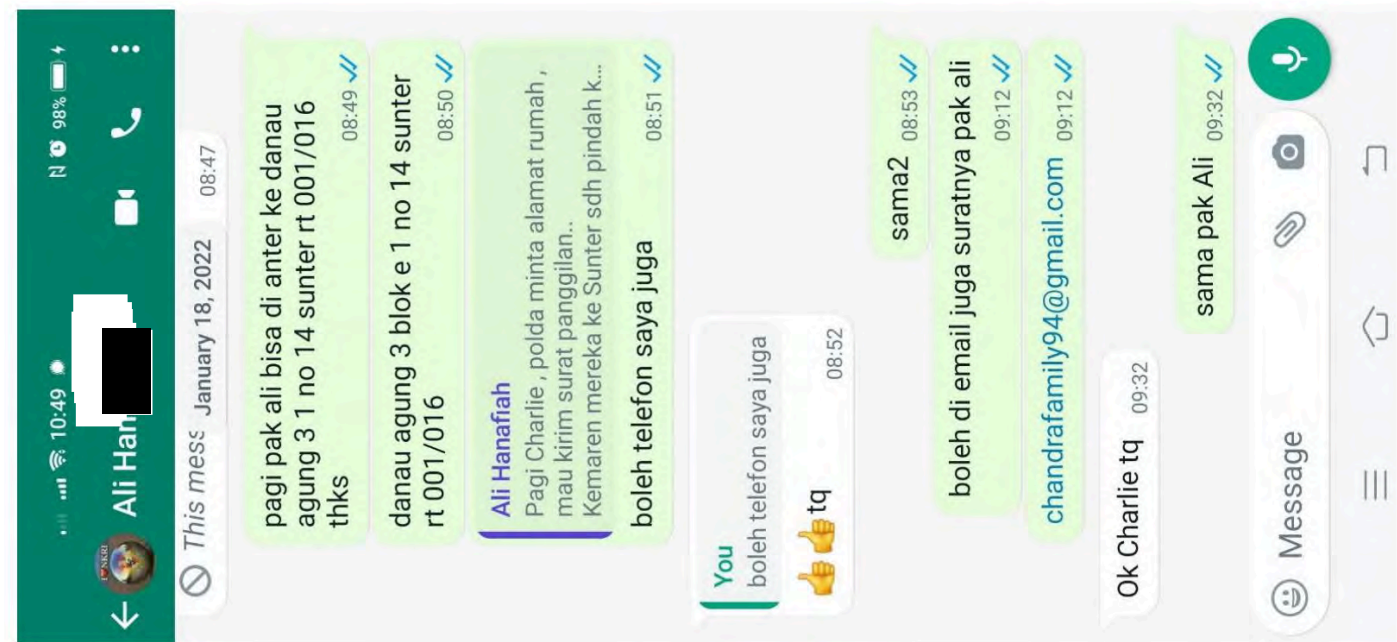 10:49
98%
Ali Han
This mess
January 18, 2022
08:47
pagi pak ali bisa di anter ke danau
agung 3 1 no 14 sunter rt 001/016
thks
08:49
danau agung 3 blok e 1 no 14 sunter
rt 001/016
08:50
Ali Hanafiah
Pagi Charlie , polda minta alamat rumah ,
mau kirim surat panggilan..
Kemaren mereka ke Sunter sdh pindah k...
boleh telefon saya juga
08:51
You
boleh telefon saya juga
👍👍tq
08:52
sama2
08:53
boleh di email juga suratnya pak ali
09:12
chandrafamily94@gmail.com
09:12
Ok Charlie tq
09:32
sama pak Ali
09:32
Message